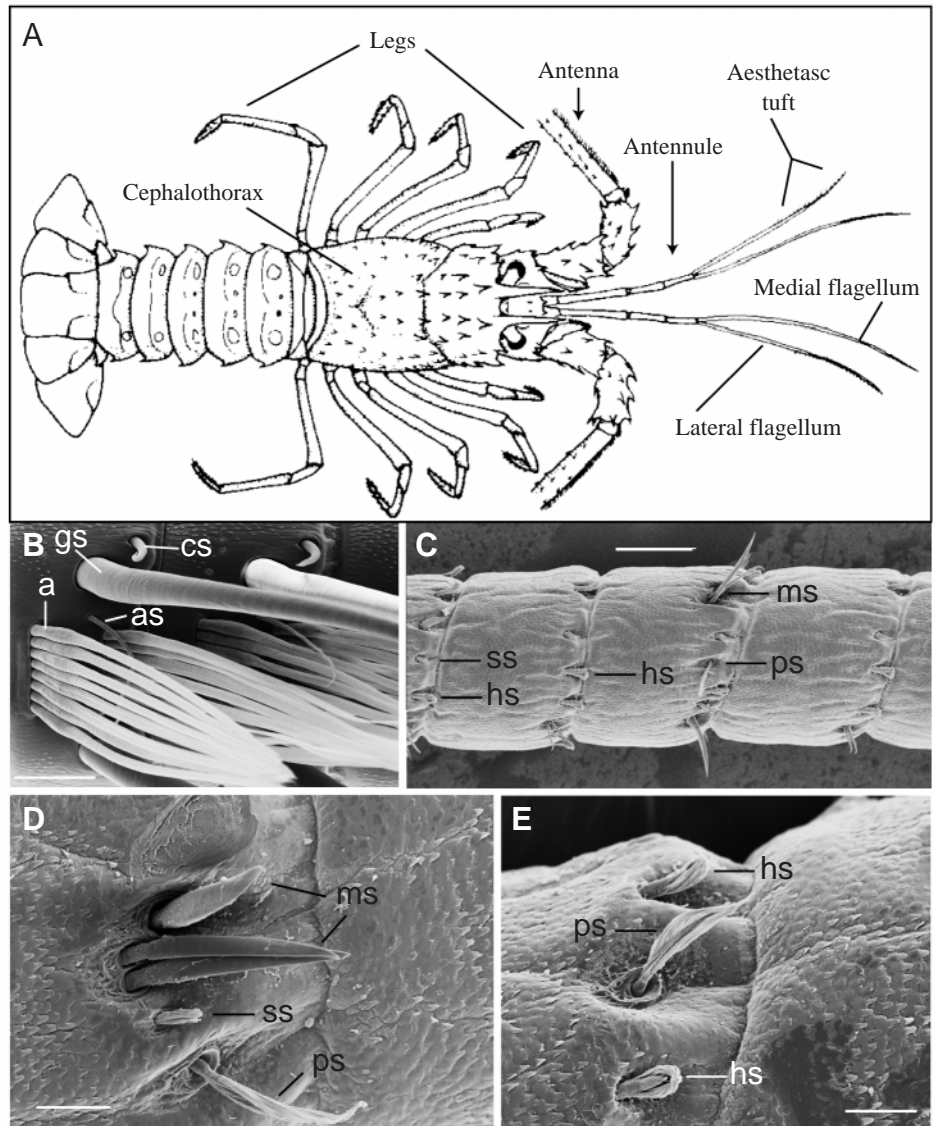 A
Legs
Antenna
Aesthetasc
tuft
Antennule
Cephalothorax
Medial flagellum
Lateral flagellum
B
gs
cs
a
as
C
ms
ss
hs
hs
ps
D
ms
ss
ps
E
hs
ps
hs